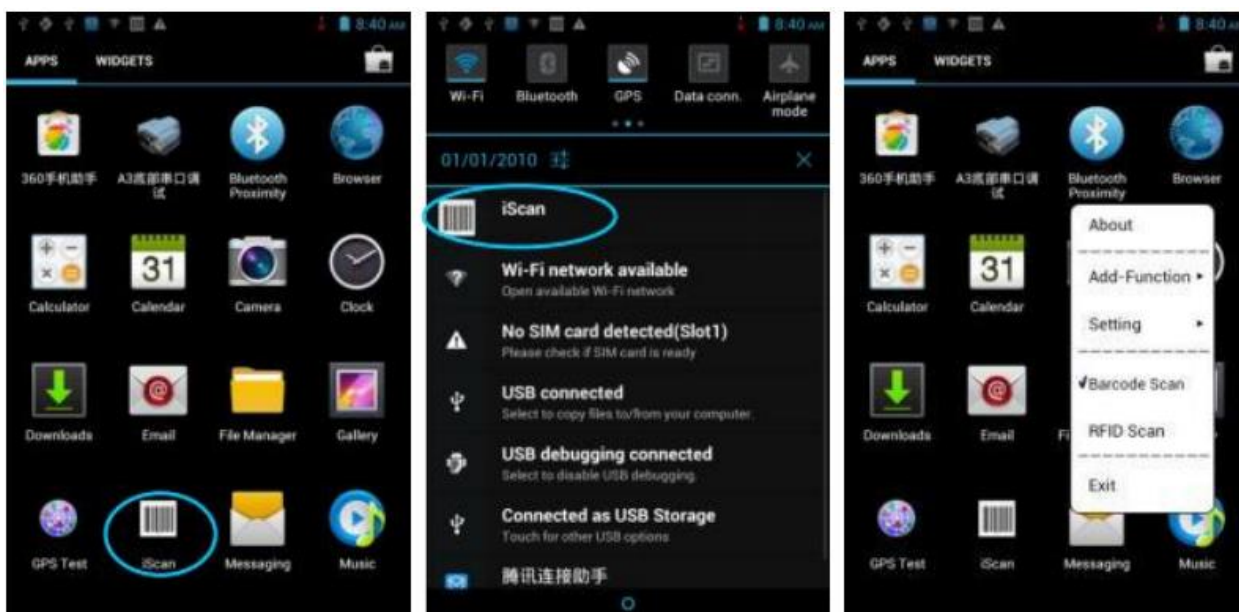 8:40 AM
APPS WIDGETS
360手机助手
A3底部串口调试
Bluetooth Proximity
Browser
Calculator
Calendar
31
Camera
Clock
Downloads
Email
File Manager
Gallery
GPS Test
iScan
Messaging
Music
8:40 AM
Wi-Fi
Bluetooth
GPS
Data conn.
Airplane mode
01/01/2010
iScan
Wi-Fi network available
Open available Wi-Fi network
No SIM card detected(Slot1)
Please check if SIM card is ready
USB connected
Select to copy files to/from your computer.
USB debugging connected
Select to disable USB debugging.
Connected as USB Storage
Touch for other USB options
腾讯连接助手
8:40 AM
APPS WIDGETS
360手机助手
A3底部串口调试
Bluetooth Proximity
Browser
Calculator
Calendar
31
About
Add-Function
Setting
Barcode Scan
RFID Scan
Exit
Downloads
Email
GPS Test
iScan
Messaging
Music